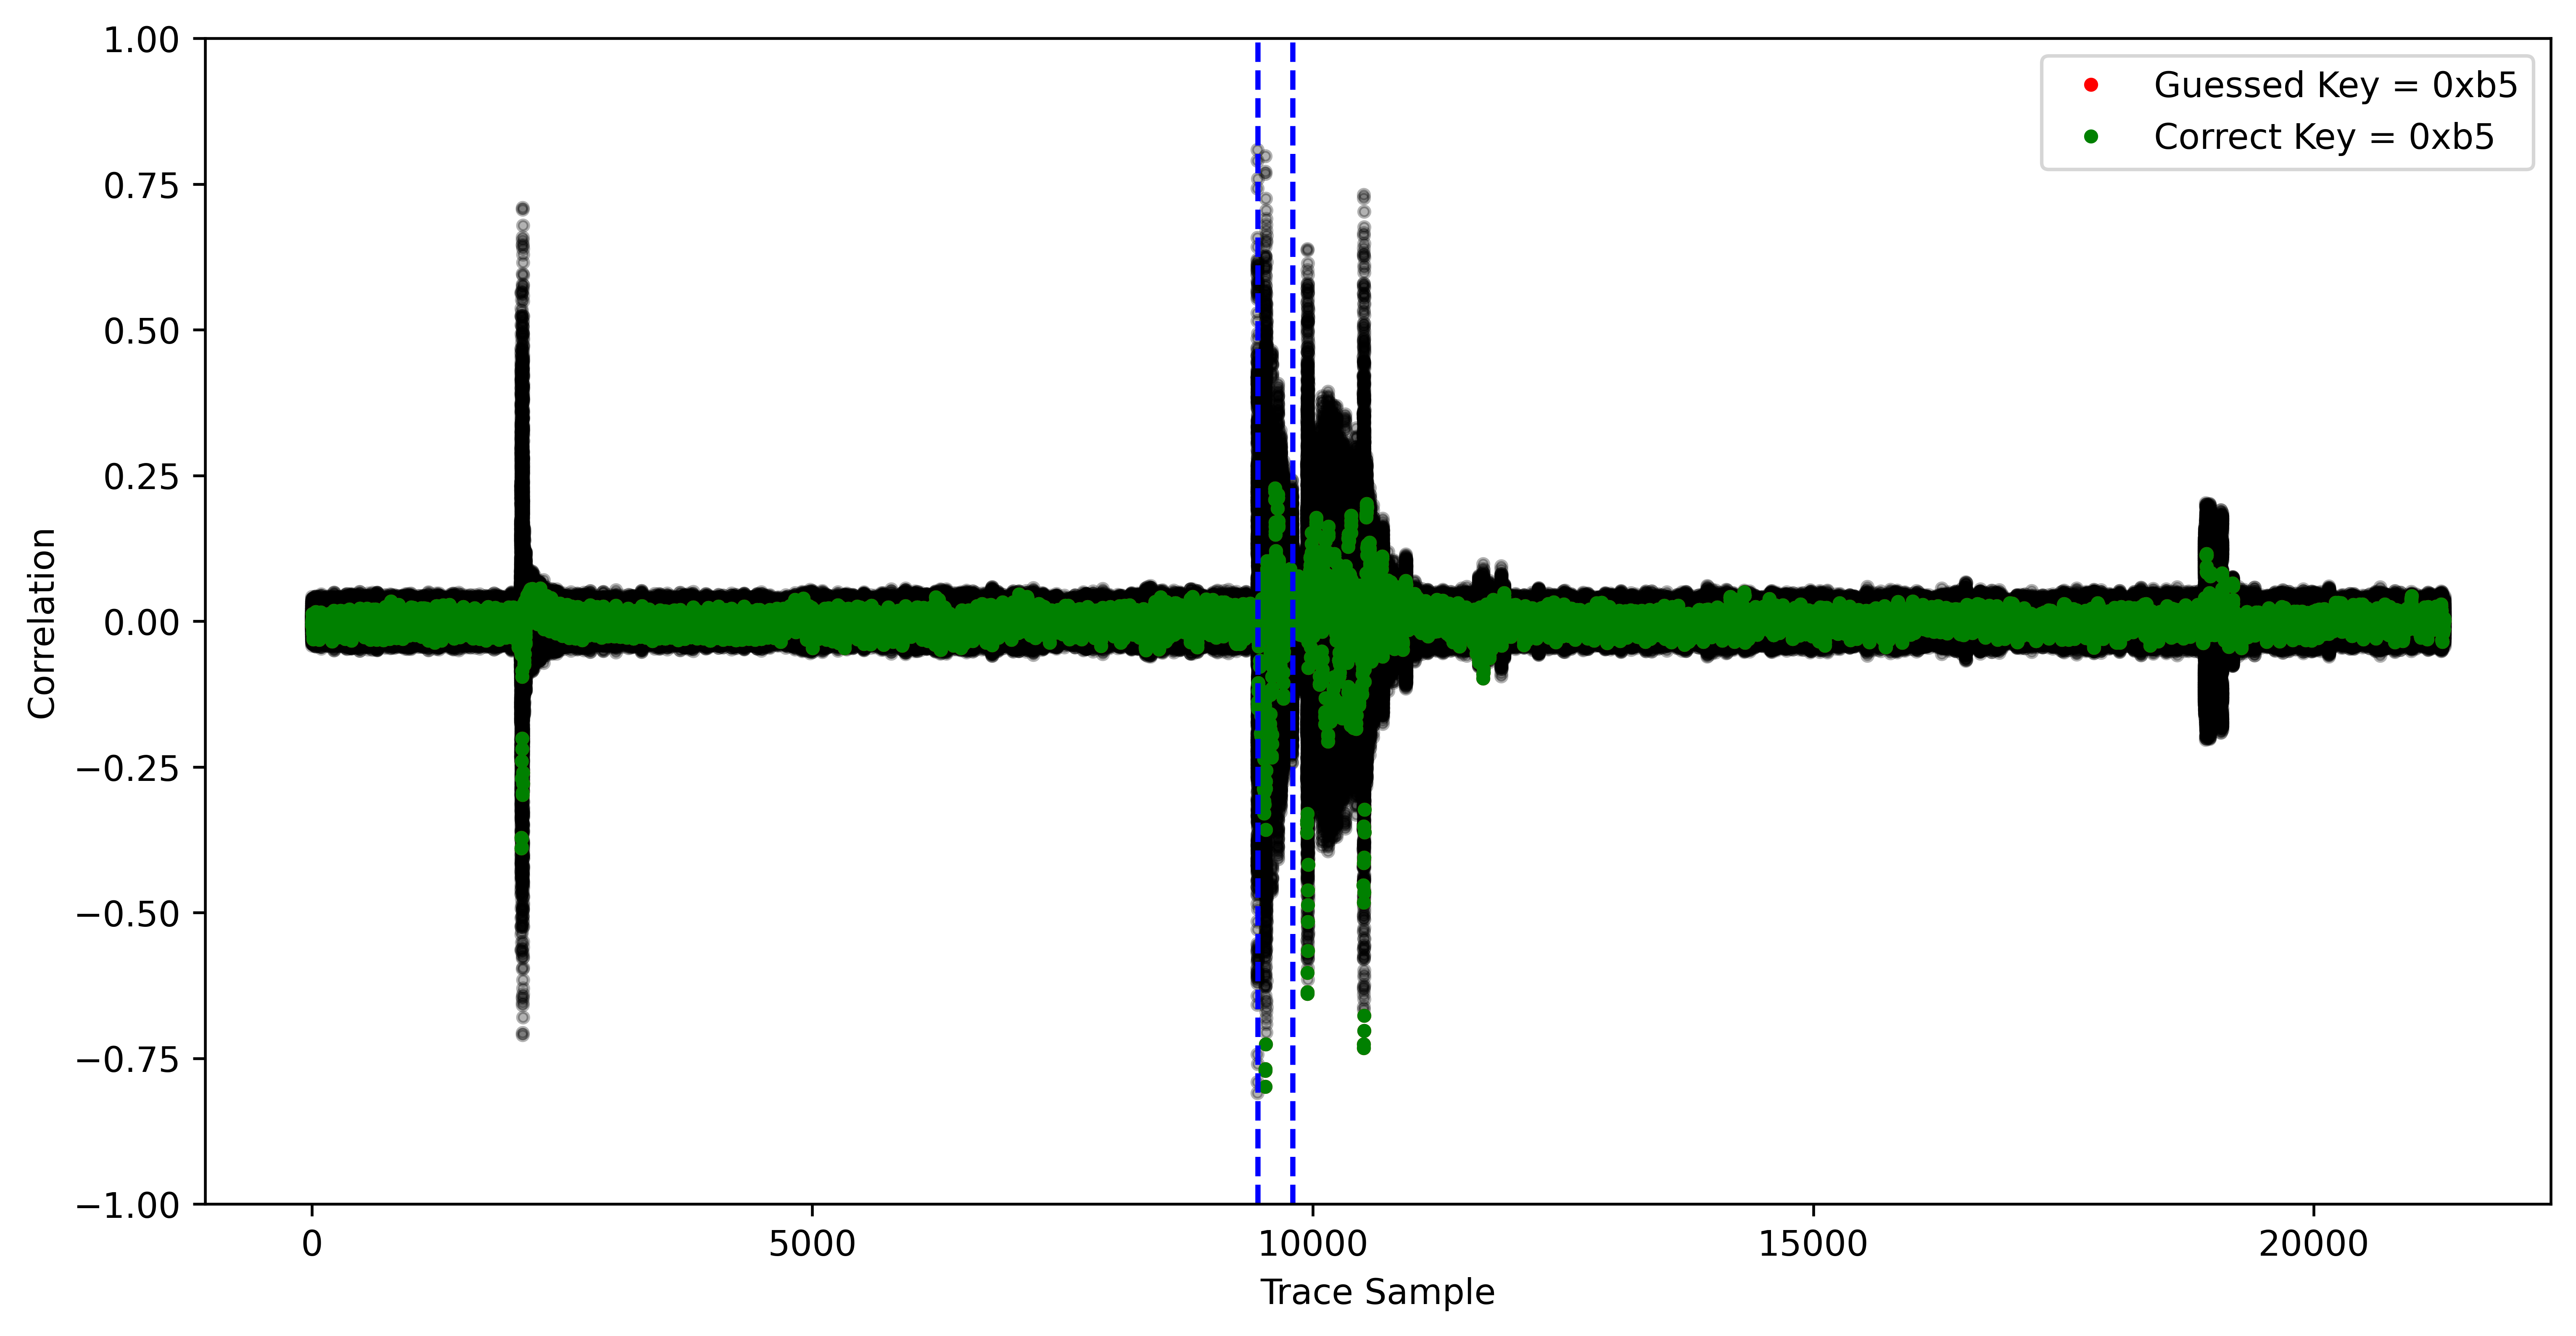 Guessed Key = 0xb5
Correct Key = 0xb5
1.00
0.75
0.50
0.25
0.00
−0.25
−0.50
−0.75
−1.00
Correlation
0 5000 10000 15000 20000
Trace Sample